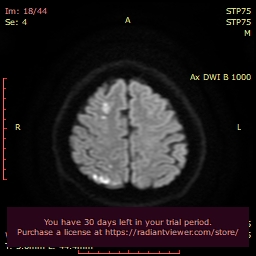 Im: 18/44
Se: 4
A
STP75
STP75
M
Ax DWI B 1000
R
L
You have 30 days left in your trial period.
Purchase a license at https://radiantviewer.com/store/